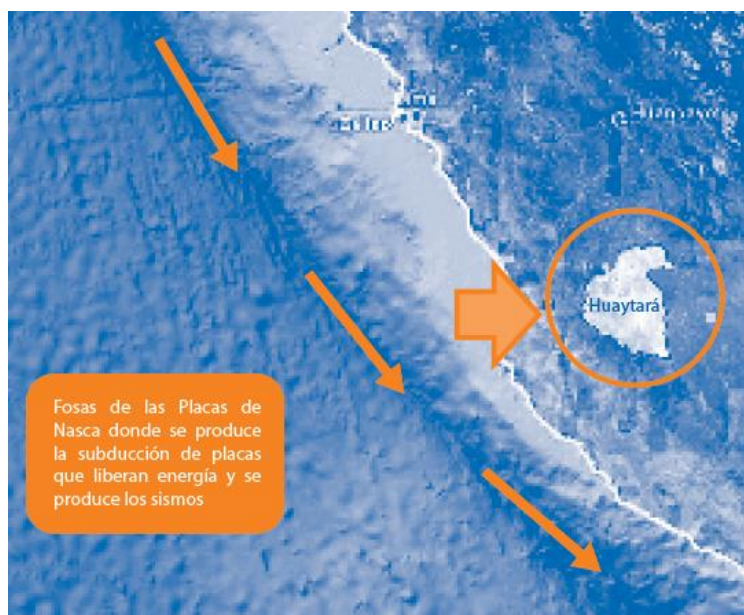 Huaytará
Fosas de las Placas de
Nasca donde se produce
la subducción de placas
que liberan energía y se
produce los sismos